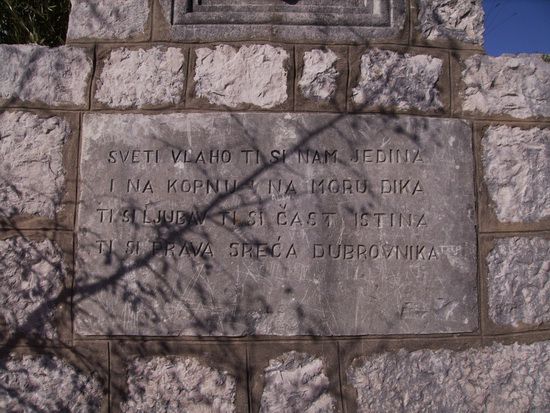 SVETI VLAHO TI SI NAM JEDINA
I NA KOPNU I NA MORU DIKA
TI SI LJUBAV TI SI ČAST ISTINA
TI SI PRAVA SREĆA DUBROVNIKA